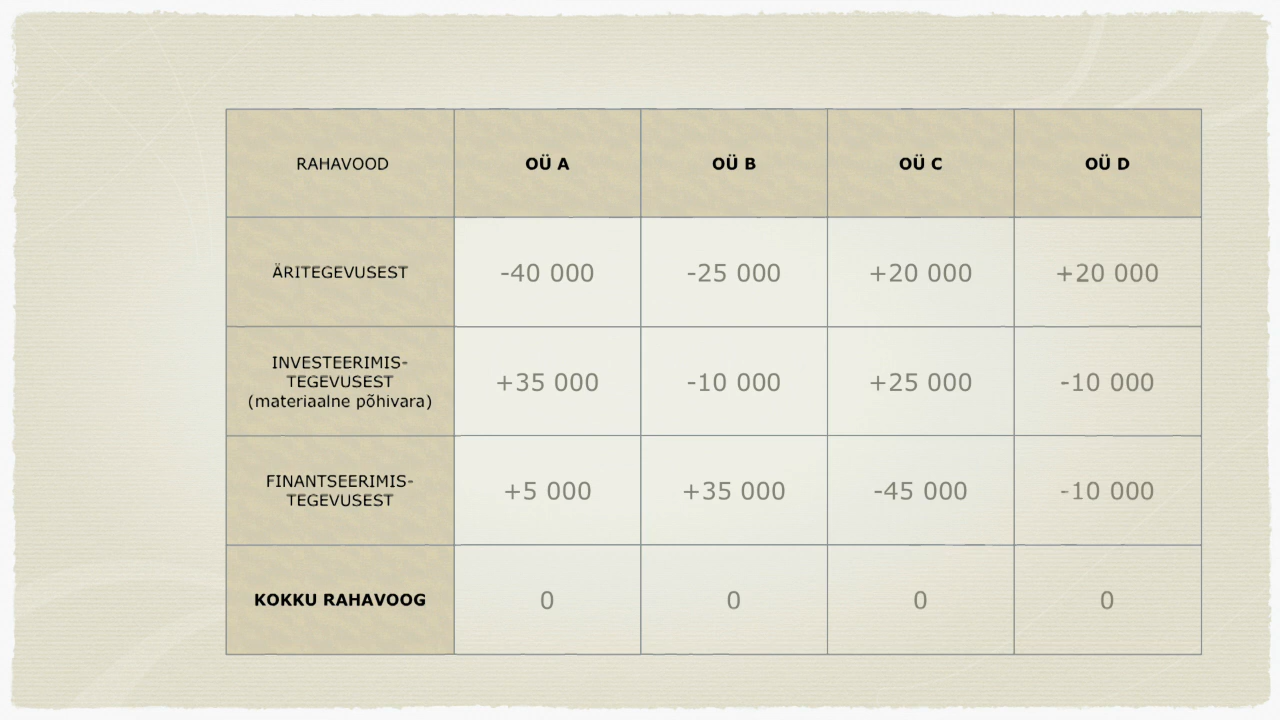 RAHAVOOD OÜ A OÜ B OÜ C OÜ D
ÄRITEGEVUSEST -40 000 -25 000 +20 000 +20 000
INVESTEERIMIS-
TEGEVUSEST +35 000 -10 000 +25 000 -10 000
(materiaalne põhivara)
FINANTSEERIMIS-
TEGEVUSEST +5 000 +35 000 -45 000 -10 000
KOKKU RAHAVOOG 0 0 0 0